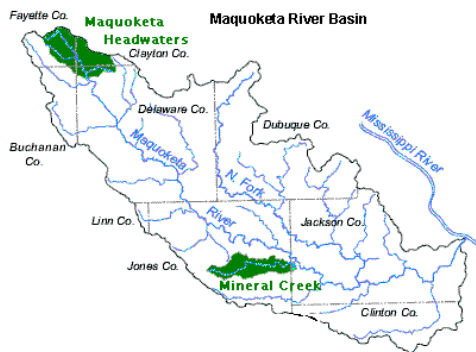 Maquoketa River Basin
Fayette Co.
Maquoketa
Headwaters
Clayton Co.
Delaware Co.
Dubuque Co.
Mississippi River
Buchanan
Co.
Maquoketa
N. Fork
River
Linn Co.
Jackson Co.
Jones Co.
Mineral Creek
Clinton Co.